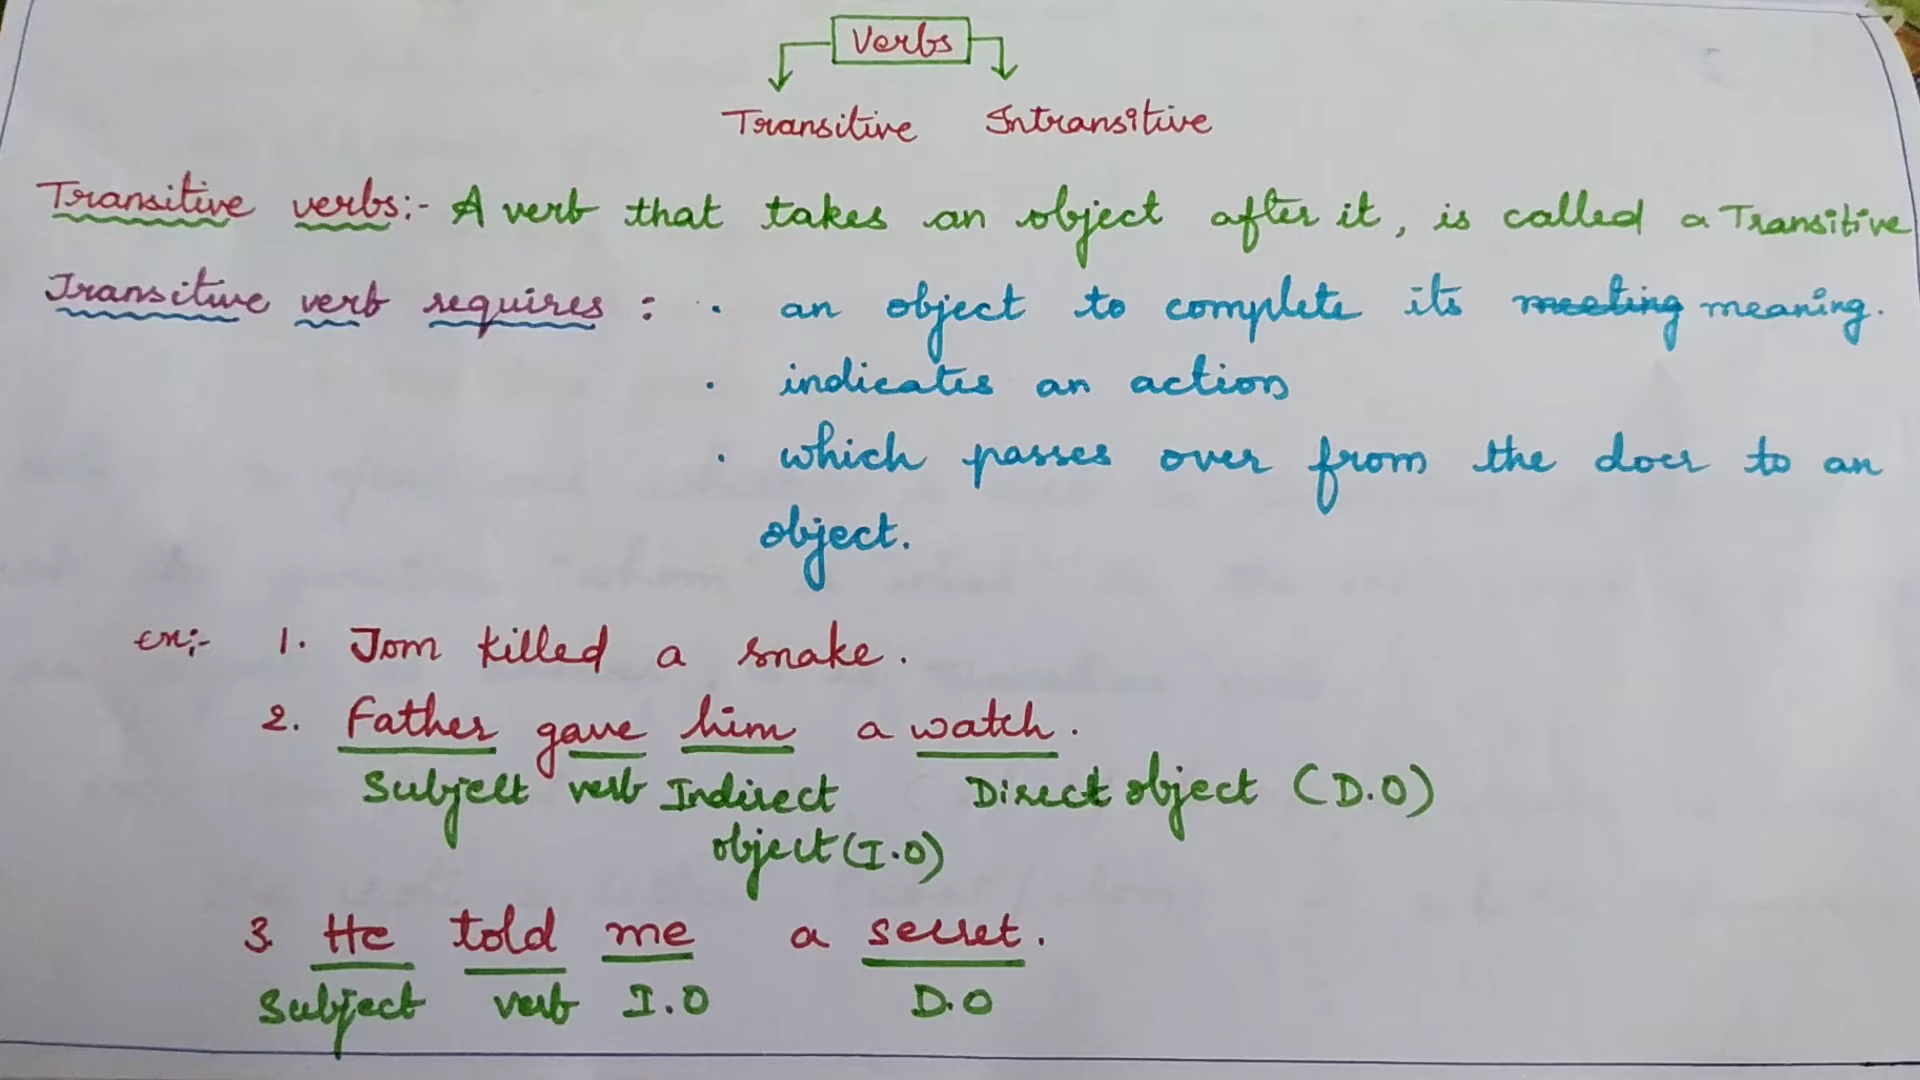 Verbs
Transitive Intransitive
Transitive verbs:- A verb that takes an object after it, is called a Transitive
Transitive verb requires : · an object to complete its meeting meaning.
· indicates an action
· which passes over from the doer to an
object.
ex:- 1. Tom killed a snake.
2. Father gave him a watch.
Subject verb Indirect Direct object (D.O)
object (I.O)
3. He told me a secret.
Subject verb I.O D.O